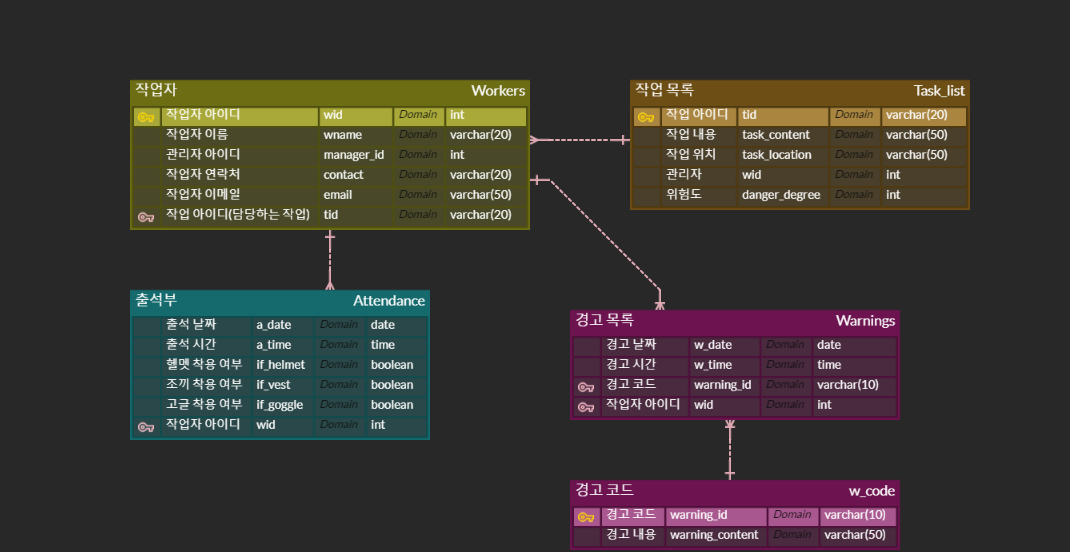 작업자 Workers
작업자 아이디 wid Domain int
작업자 이름 wname Domain varchar(20)
관리자 아이디 manager_id Domain int
작업자 연락처 contact Domain varchar(20)
작업자 이메일 email Domain varchar(50)
작업 아이디(담당하는 작업) tid Domain varchar(20)
작업 목록 Task_list
작업 아이디 tid Domain varchar(20)
작업 내용 task_content Domain varchar(50)
작업 위치 task_location Domain varchar(50)
관리자 wid Domain int
위험도 danger_degree Domain int
출석부 Attendance
출석 날짜 a_date Domain date
출석 시간 a_time Domain time
헬멧 착용 여부 if_helmet Domain boolean
조끼 착용 여부 if_vest Domain boolean
고글 착용 여부 if_goggle Domain boolean
작업자 아이디 wid Domain int
경고 목록 Warnings
경고 날짜 w_date Domain date
경고 시간 w_time Domain time
경고 코드 warning_id Domain varchar(10)
작업자 아이디 wid Domain int
경고 코드 w_code
경고 코드 warning_id Domain varchar(10)
경고 내용 warning_content Domain varchar(50)